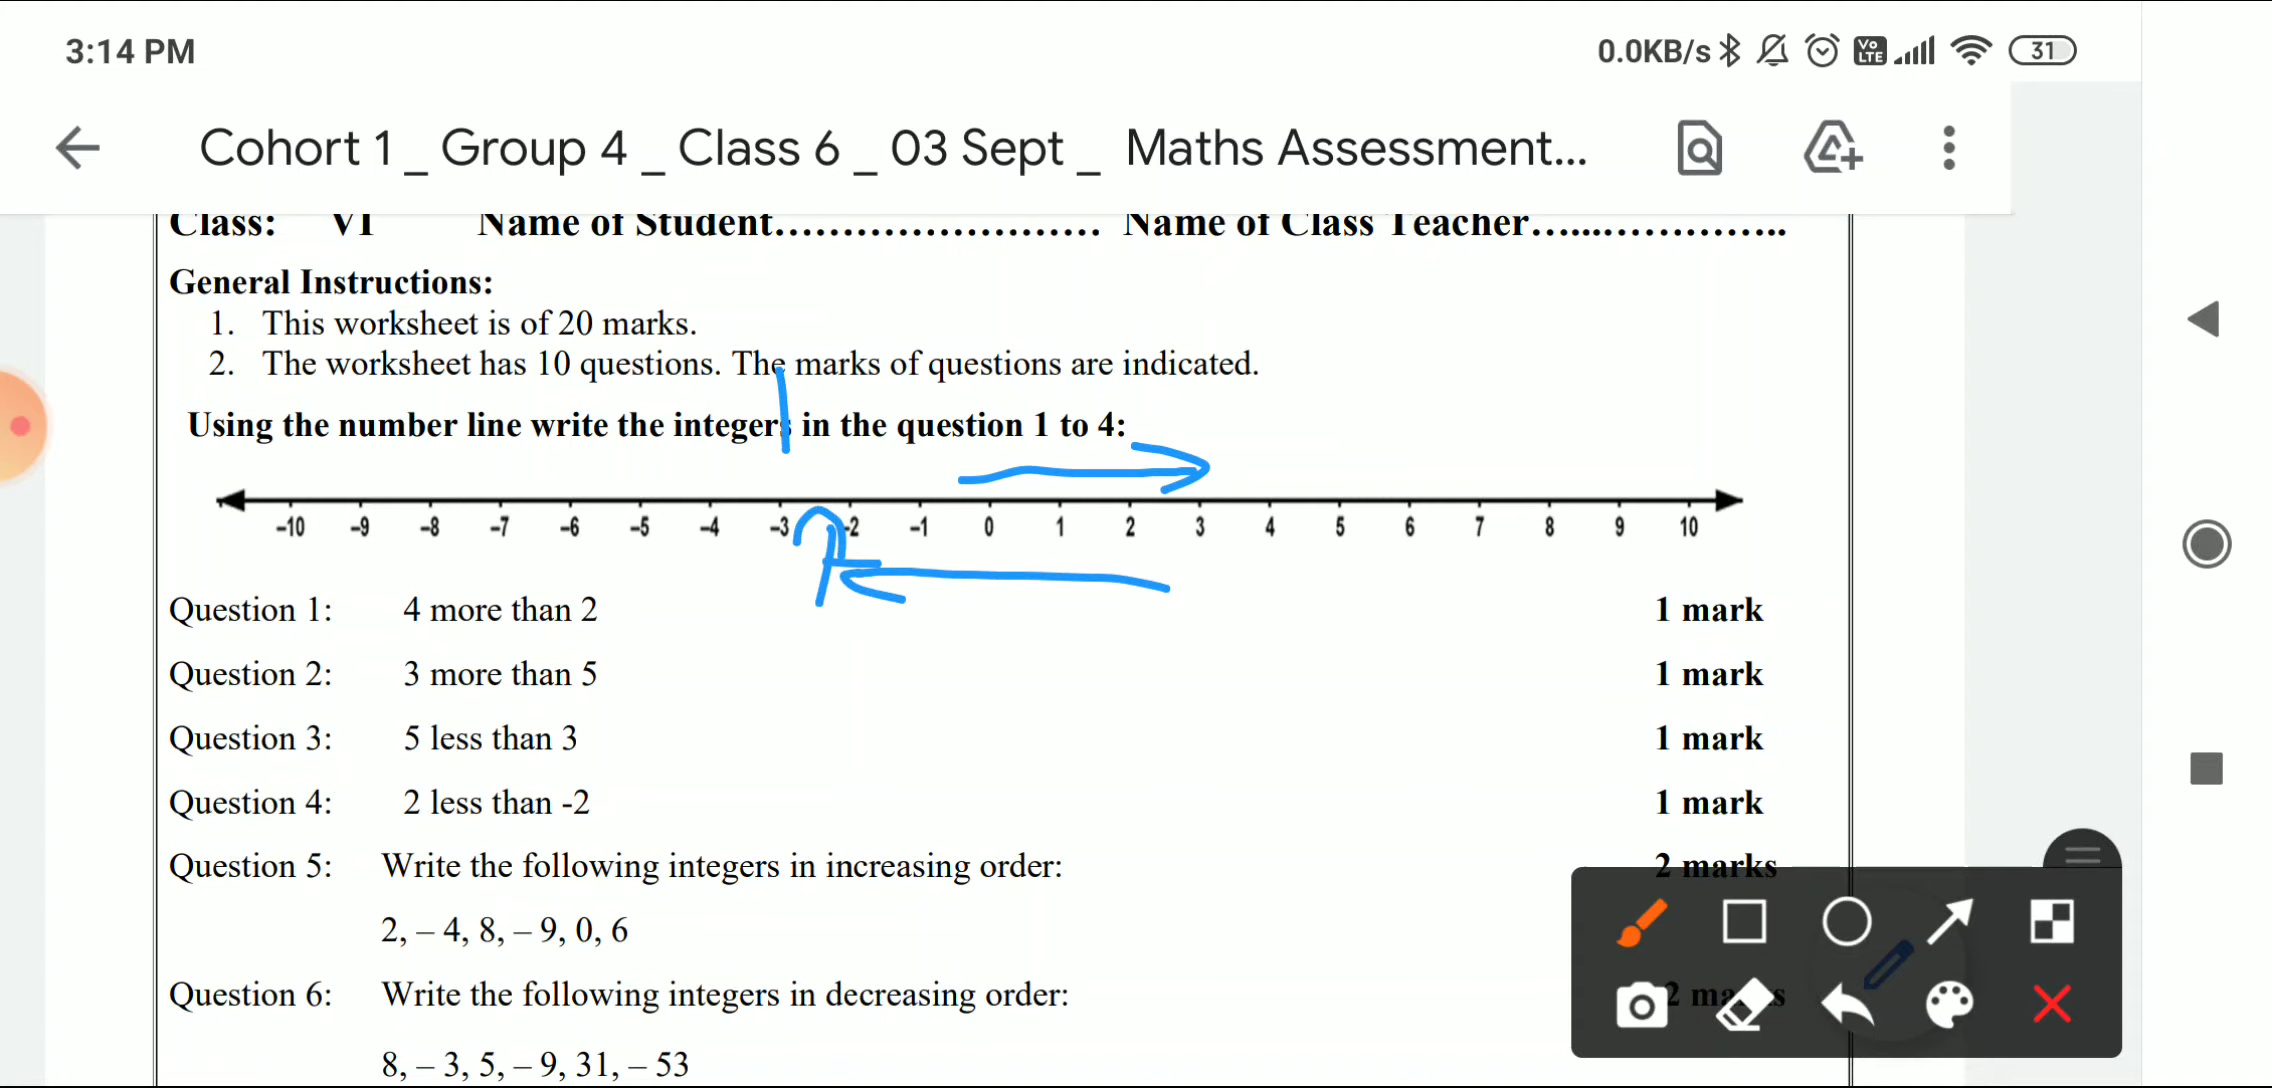 3:14 PM 0.0KB/s Vo LTE 31
Cohort 1 _ Group 4 _ Class 6 _ 03 Sept _ Maths Assessment...
Class: VI Name of Student........................ Name of Class Teacher.....................
General Instructions:
1. This worksheet is of 20 marks.
2. The worksheet has 10 questions. The marks of questions are indicated.
Using the number line write the integers in the question 1 to 4:
-10 -9 -8 -7 -6 -5 -4 -3 -2 -1 0 1 2 3 4 5 6 7 8 9 10
Question 1: 4 more than 2 1 mark
Question 2: 3 more than 5 1 mark
Question 3: 5 less than 3 1 mark
Question 4: 2 less than -2 1 mark
Question 5: Write the following integers in increasing order: 2 marks
2, – 4, 8, – 9, 0, 6
Question 6: Write the following integers in decreasing order: 2 marks
8, – 3, 5, – 9, 31, – 53